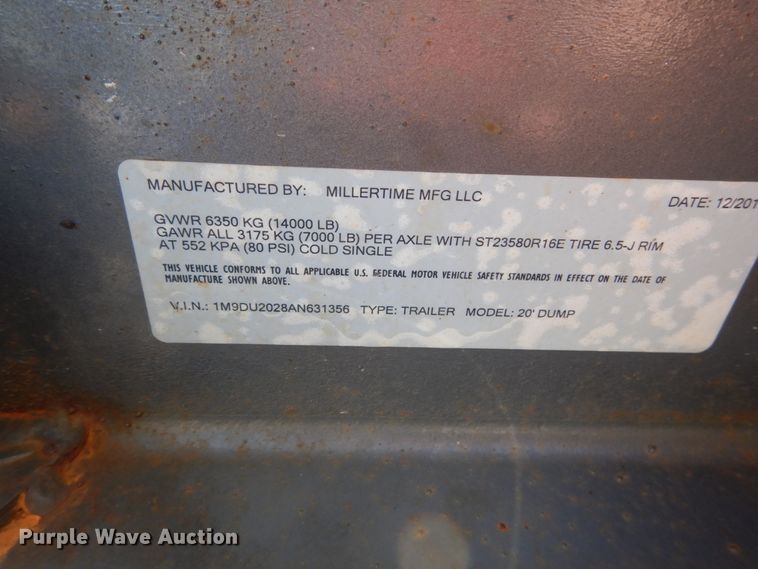 MANUFACTURED BY: MILLERTIME MFG LLC DATE: 12/201
GVWR 6350 KG (14000 LB)
GAWR ALL 3175 KG (7000 LB) PER AXLE WITH ST23580R16E TIRE 6.5-J RIM
AT 552 KPA (80 PSI) COLD SINGLE
THIS VEHICLE CONFORMS TO ALL APPLICABLE U.S. FEDERAL MOTOR VEHICLE SAFETY STANDARDS IN EFFECT ON THE DATE OF
MANUFACTURE SHOWN ABOVE.
V.I.N.: 1M9DU2028AN631356 TYPE: TRAILER MODEL: 20' DUMP
Purple Wave Auction